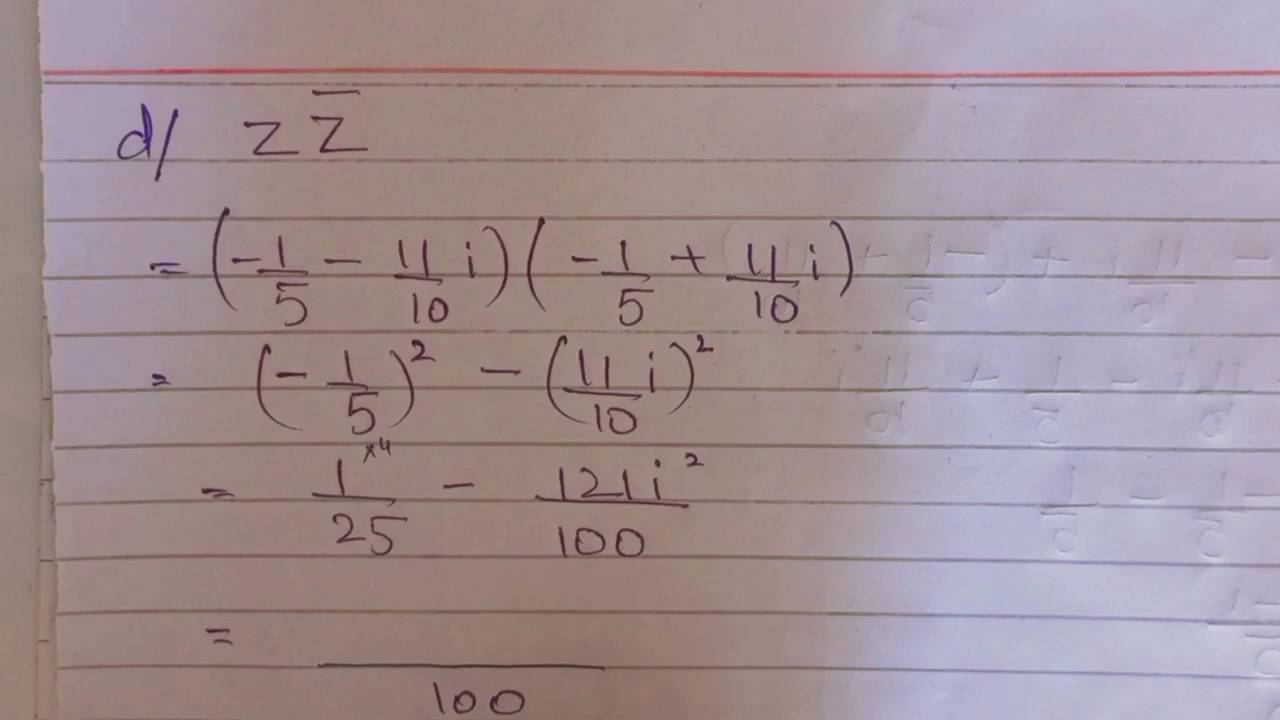 d/ z z̅
= (-1/5 - 11/10 i) (-1/5 + 11/10 i)
= (-1/5)² - (11/10 i)²
= 1 ×4/25 - 121i²/100
= /100